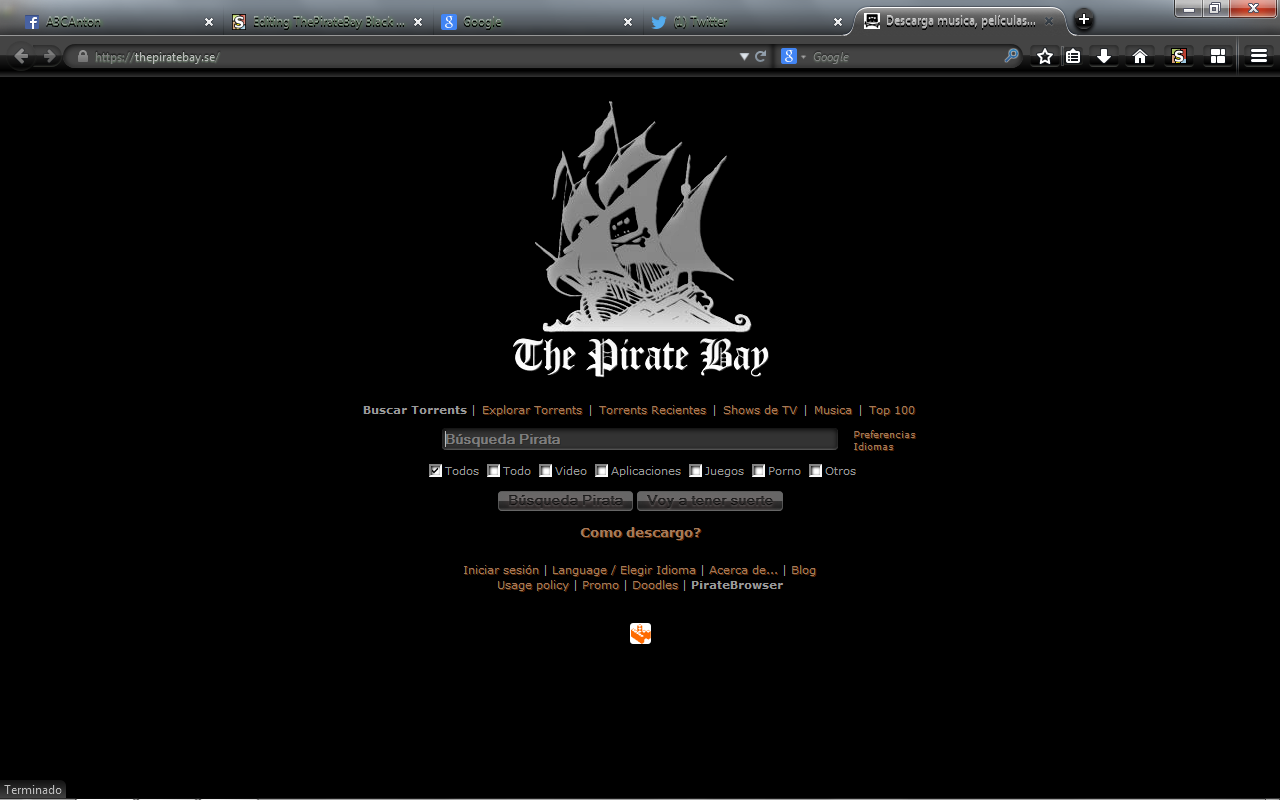 ABCAnton
Editing ThePirateBay Black ...
Google
(1) Twitter
Descarga musica, películas...
https://thepiratebay.se/
Google
The Pirate Bay
Buscar Torrents | Explorar Torrents | Torrents Recientes | Shows de TV | Musica | Top 100
Búsqueda Pirata
Preferencias
Idiomas
Todos Todo Video Aplicaciones Juegos Porno Otros
Búsqueda Pirata Voy a tener suerte
Como descargo?
Iniciar sesión | Language / Elegir Idioma | Acerca de... | Blog
Usage policy | Promo | Doodles | PirateBrowser
Terminado